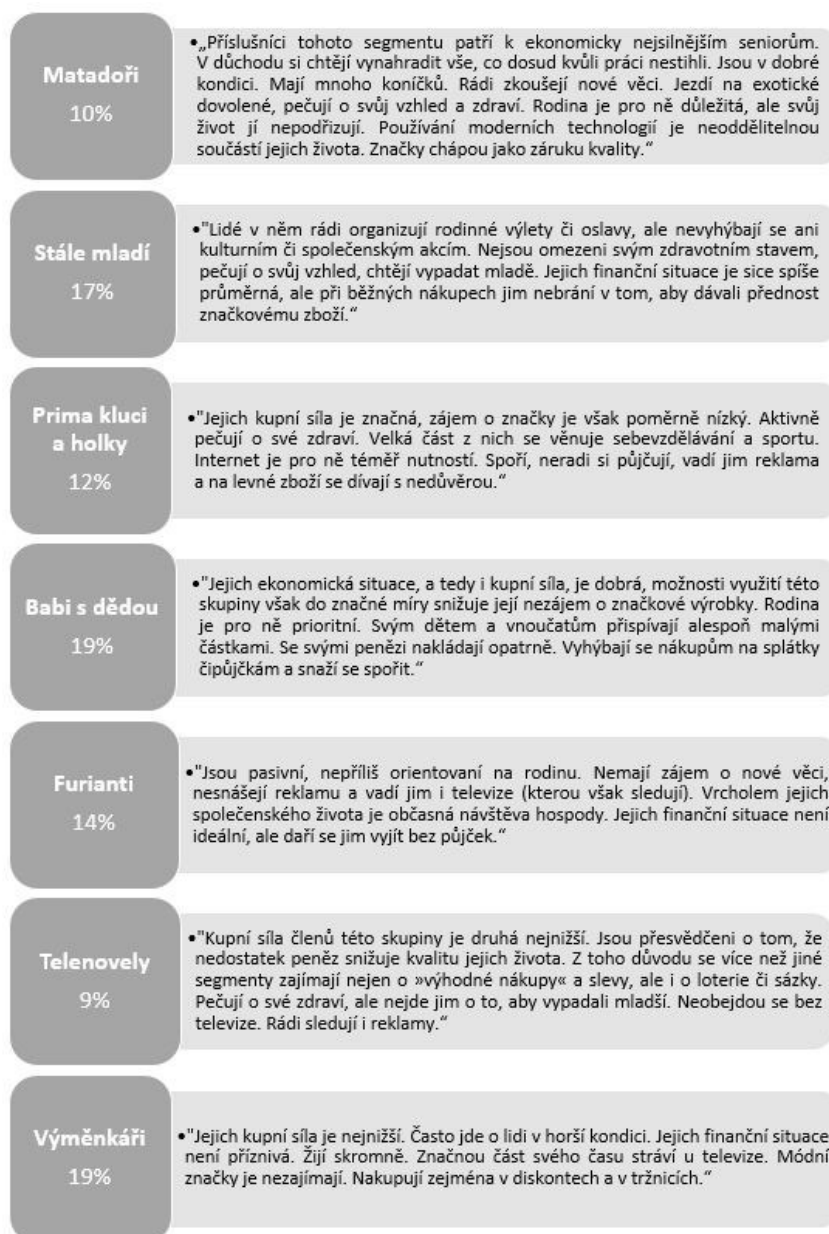 Matadoři
10%
•„Příslušníci tohoto segmentu patří k ekonomicky nejsilnějším seniorům.
V důchodu si chtějí vynahradit vše, co dosud kvůli práci nestihli. Jsou v dobré
kondici. Mají mnoho koníčků. Rádi zkoušejí nové věci. Jezdí na exotické
dovolené, pečují o svůj vzhled a zdraví. Rodina je pro ně důležitá, ale svůj
život jí nepodřizují. Používání moderních technologií je neoddělitelnou
součástí jejich života. Značky chápou jako záruku kvality.“
Stále mladí
17%
•"Lidé v něm rádi organizují rodinné výlety či oslavy, ale nevyhýbají se ani
kulturním či společenským akcím. Nejsou omezeni svým zdravotním stavem,
pečují o svůj vzhled, chtějí vypadat mladě. Jejich finanční situace je sice spíše
průměrná, ale při běžných nákupech jim nebrání v tom, aby dávali přednost
značkovému zboží.“
Prima kluci
a holky
12%
•"Jejich kupní síla je značná, zájem o značky je však poměrně nízký. Aktivně
pečují o své zdraví. Velká část z nich se věnuje sebevzdělávání a sportu.
Internet je pro ně téměř nutností. Spoří, neradi si půjčují, vadí jim reklama
a na levné zboží se dívají s nedůvěrou.“
Babi s dědou
19%
•"Jejich ekonomická situace, a tedy i kupní síla, je dobrá, možnosti využití této
skupiny však do značné míry snižuje její nezájem o značkové výrobky. Rodina
je pro ně prioritní. Svým dětem a vnoučatům přispívají alespoň malými
částkami. Se svými penězi nakládají opatrně. Vyhýbají se nákupům na splátky
čipůjčkám a snaží se spořit.“
Furianti
14%
•"Jsou pasivní, nepříliš orientovaní na rodinu. Nemají zájem o nové věci,
nesnášejí reklamu a vadí jim i televize (kterou však sledují). Vrcholem jejich
společenského života je občasná návštěva hospody. Jejich finanční situace není
ideální, ale daří se jim vyjít bez půjček.“
Telenovely
9%
•"Kupní síla členů této skupiny je druhá nejnižší. Jsou přesvědčeni o tom, že
nedostatek peněz snižuje kvalitu jejich života. Z toho důvodu se více než jiné
segmenty zajímají nejen o »výhodné nákupy« a slevy, ale i o loterie či sázky.
Pečují o své zdraví, ale nejde jim o to, aby vypadali mladší. Neobejdou se bez
televize. Rádi sledují i reklamy.“
Výměnkáři
19%
•"Jejich kupní síla je nejnižší. Často jde o lidi v horší kondici. Jejich finanční situace
není příznivá. Žijí skromně. Značnou část svého času stráví u televize. Módní
značky je nezajímají. Nakupují zejména v diskontech a v tržnicích.“